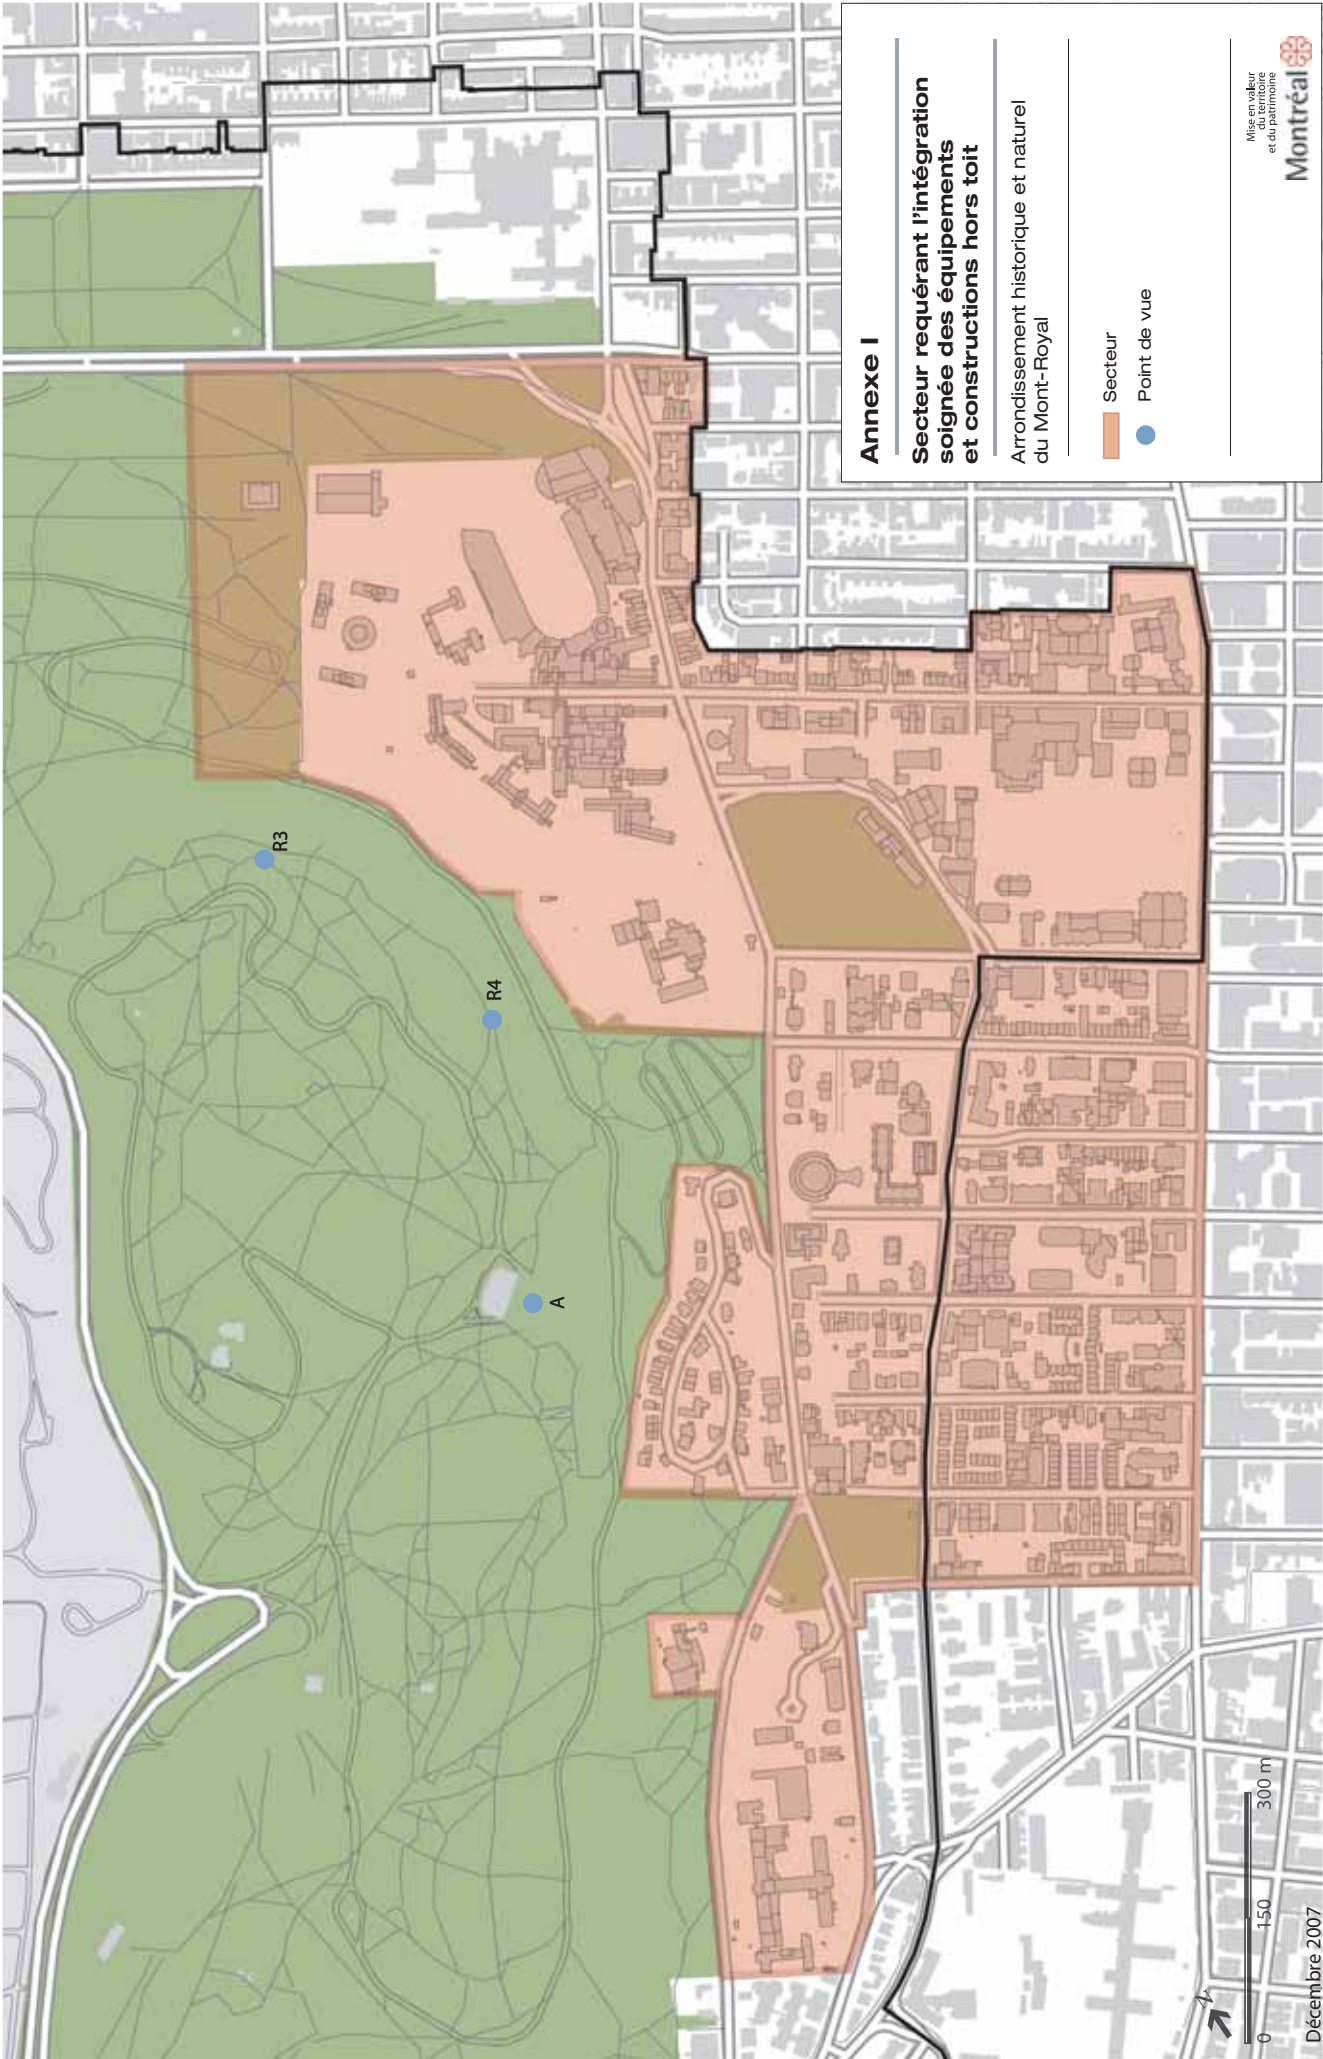 Annexe I
Secteur requérant l'intégration
soignée des équipements
et constructions hors toit
Arrondissement historique et naturel
du Mont-Royal
Secteur
Point de vue
Mise en valeur
du territoire
et du patrimoine
Montréal
R3
R4
A
N
0 150 300 m
Décembre 2007